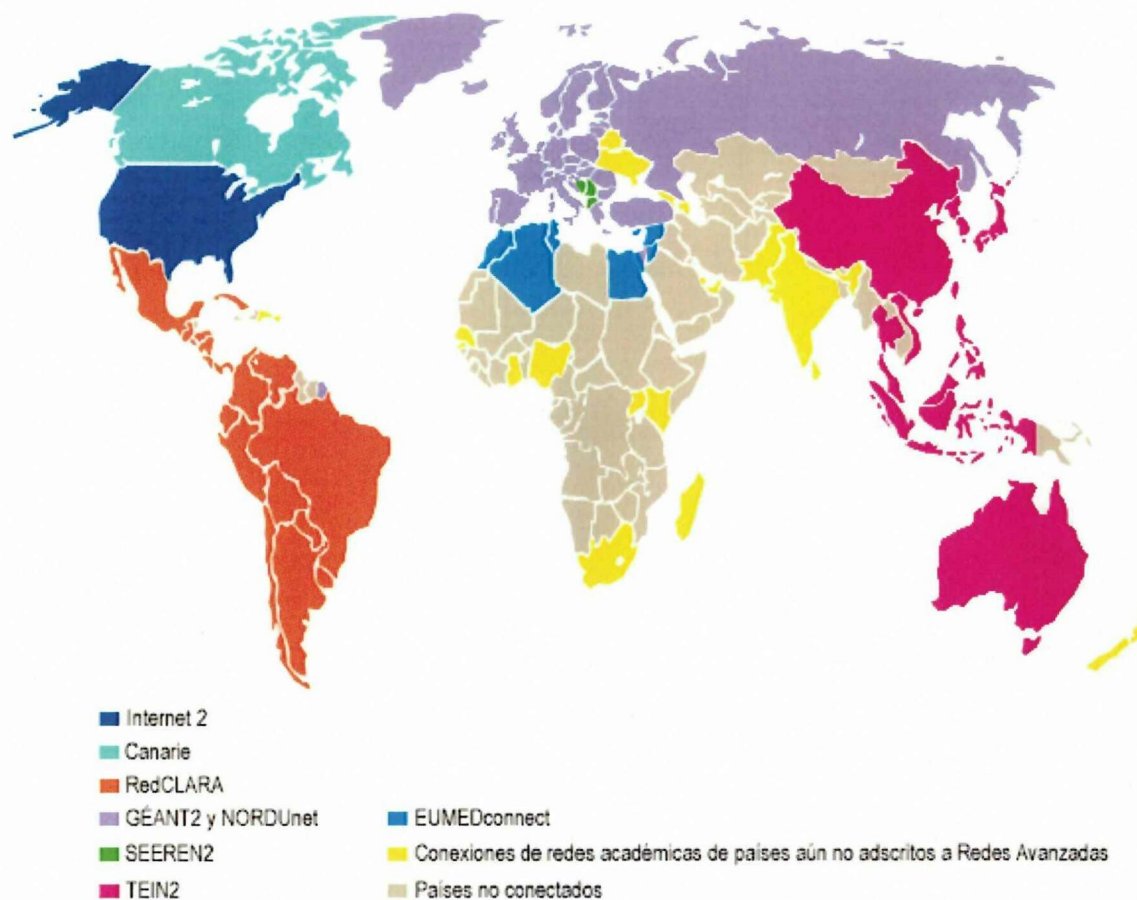 Internet 2
Canarie
RedCLARA
GÉANT2 y NORDUnet
SEEREN2
TEIN2
EUMEDconnect
Conexiones de redes académicas de países aún no adscritos a Redes Avanzadas
Países no conectados